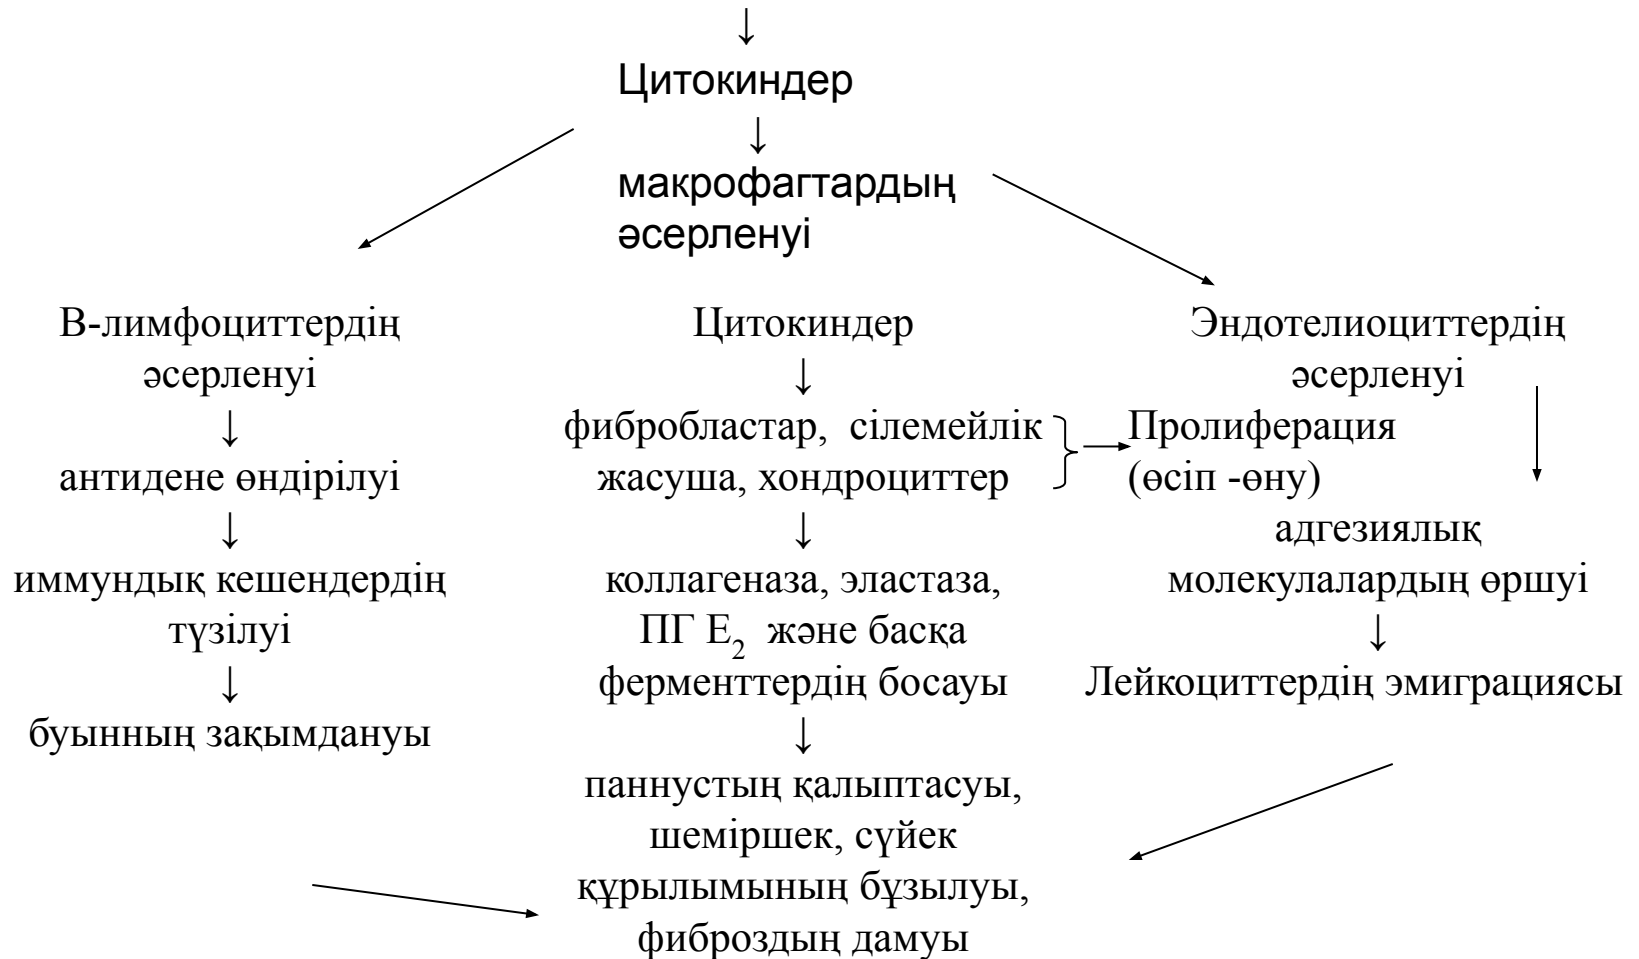 Цитокиндер
макрофагтардың
әсерленуі
В-лимфоциттердің
әсерленуі
антидене өндірілуі
иммундық кешендердің
түзілуі
буынның зақымдануы
Цитокиндер
фибробластар, сілемейлік
жасуша, хондроциттер
коллагеназа, эластаза,
ПГ Е₂ және басқа
ферменттердің босауы
паннустың қалыптасуы,
шеміршек, сүйек
құрылымының бұзылуы,
фиброздың дамуы
Эндотелиоциттердің
әсерленуі
Пролиферация
(өсіп -өну)
адгезиялық
молекулалардың өршуі
Лейкоциттердің эмиграциясы